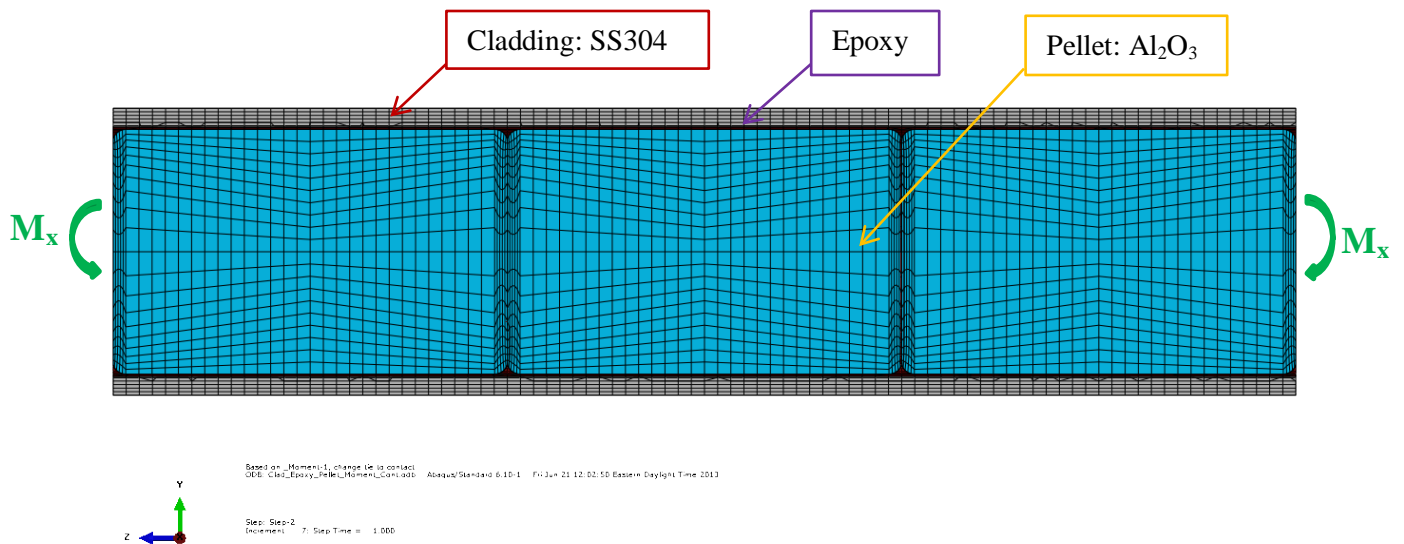 Cladding: SS304
Epoxy
Pellet: Al₂O₃
Mₓ
Mₓ
Based on _Moment-1, change tie to contact
ODB: Clad_Epoxy_Pellet_Moment_Cont.odb Abaqus/Standard 6.10-1 Fri Jun 21 12:02:50 Eastern Daylight Time 2013
Y
Z
Step: Step-2
Increment 7: Step Time = 1.000